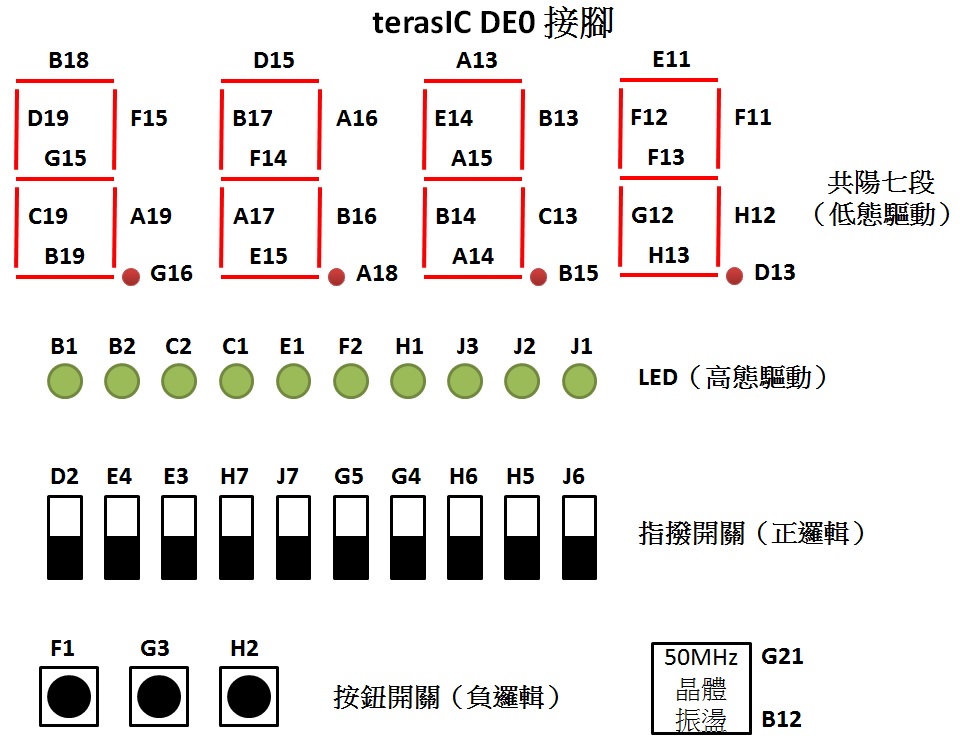 terasIC DE0 接腳
B18 D15 A13 E11
D19 F15 B17 A16 E14 B13 F12 F11
G15 F14 A15 F13
共陽七段
（低態驅動）
C19 A19 A17 B16 B14 C13 G12 H12
B19 E15 A14 H13
G16 A18 B15 D13
B1 B2 C2 C1 E1 F2 H1 J3 J2 J1
LED（高態驅動）
D2 E4 E3 H7 J7 G5 G4 H6 H5 J6
指撥開關（正邏輯）
F1 G3 H2
按鈕開關（負邏輯）
50MHz G21
晶體
振盪 B12